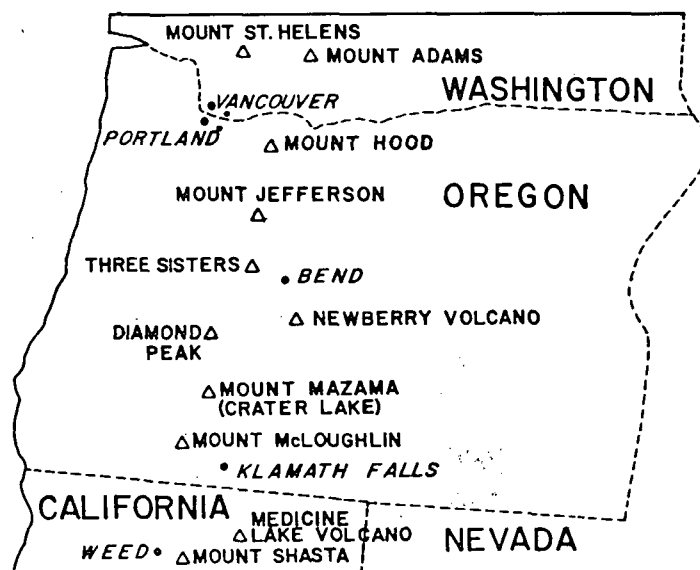 MOUNT ST. HELENS
MOUNT ADAMS
WASHINGTON
VANCOUVER
PORTLAND
MOUNT HOOD
MOUNT JEFFERSON
OREGON
THREE SISTERS
BEND
NEWBERRY VOLCANO
DIAMOND
PEAK
MOUNT MAZAMA
(CRATER LAKE)
MOUNT McLOUGHLIN
KLAMATH FALLS
CALIFORNIA
MEDICINE
LAKE VOLCANO
NEVADA
WEED
MOUNT SHASTA